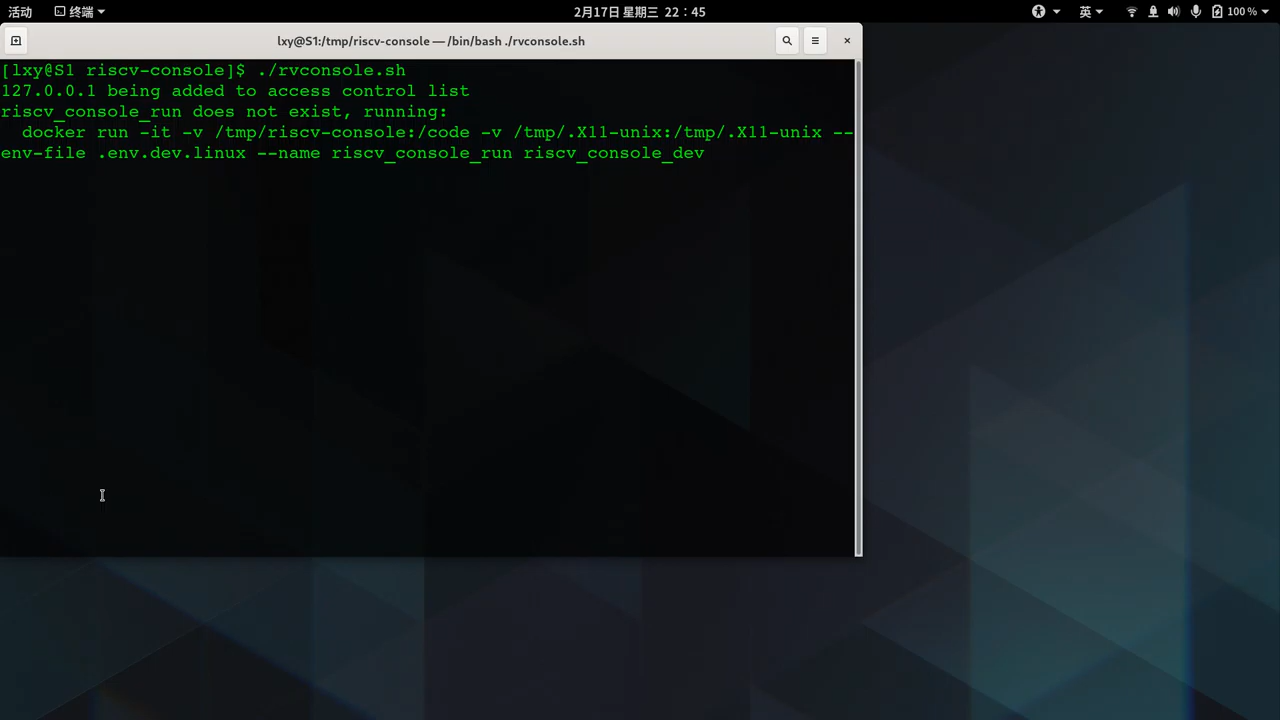 活动 终端 2月17日 星期三 22：45 英 100 %
lxy@S1:/tmp/riscv-console — /bin/bash ./rvconsole.sh
[lxy@S1 riscv-console]$ ./rvconsole.sh
127.0.0.1 being added to access control list
riscv_console_run does not exist, running:
  docker run -it -v /tmp/riscv-console:/code -v /tmp/.X11-unix:/tmp/.X11-unix --
env-file .env.dev.linux --name riscv_console_run riscv_console_dev